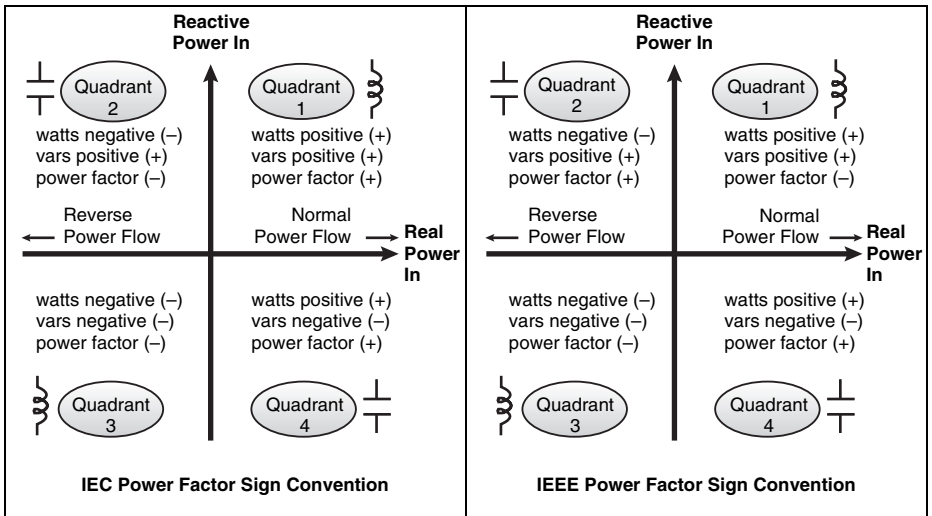 Reactive
Power In
Quadrant
2
Quadrant
1
watts negative (–)
vars positive (+)
power factor (–)
watts positive (+)
vars positive (+)
power factor (+)
Reverse
Power Flow
Normal
Power Flow
Real
Power
In
watts negative (–)
vars negative (–)
power factor (–)
watts positive (+)
vars negative (–)
power factor (+)
Quadrant
3
Quadrant
4
IEC Power Factor Sign Convention
Reactive
Power In
Quadrant
2
Quadrant
1
watts negative (–)
vars positive (+)
power factor (+)
watts positive (+)
vars positive (+)
power factor (–)
Reverse
Power Flow
Normal
Power Flow
Real
Power
In
watts negative (–)
vars negative (–)
power factor (–)
watts positive (+)
vars negative (–)
power factor (+)
Quadrant
3
Quadrant
4
IEEE Power Factor Sign Convention